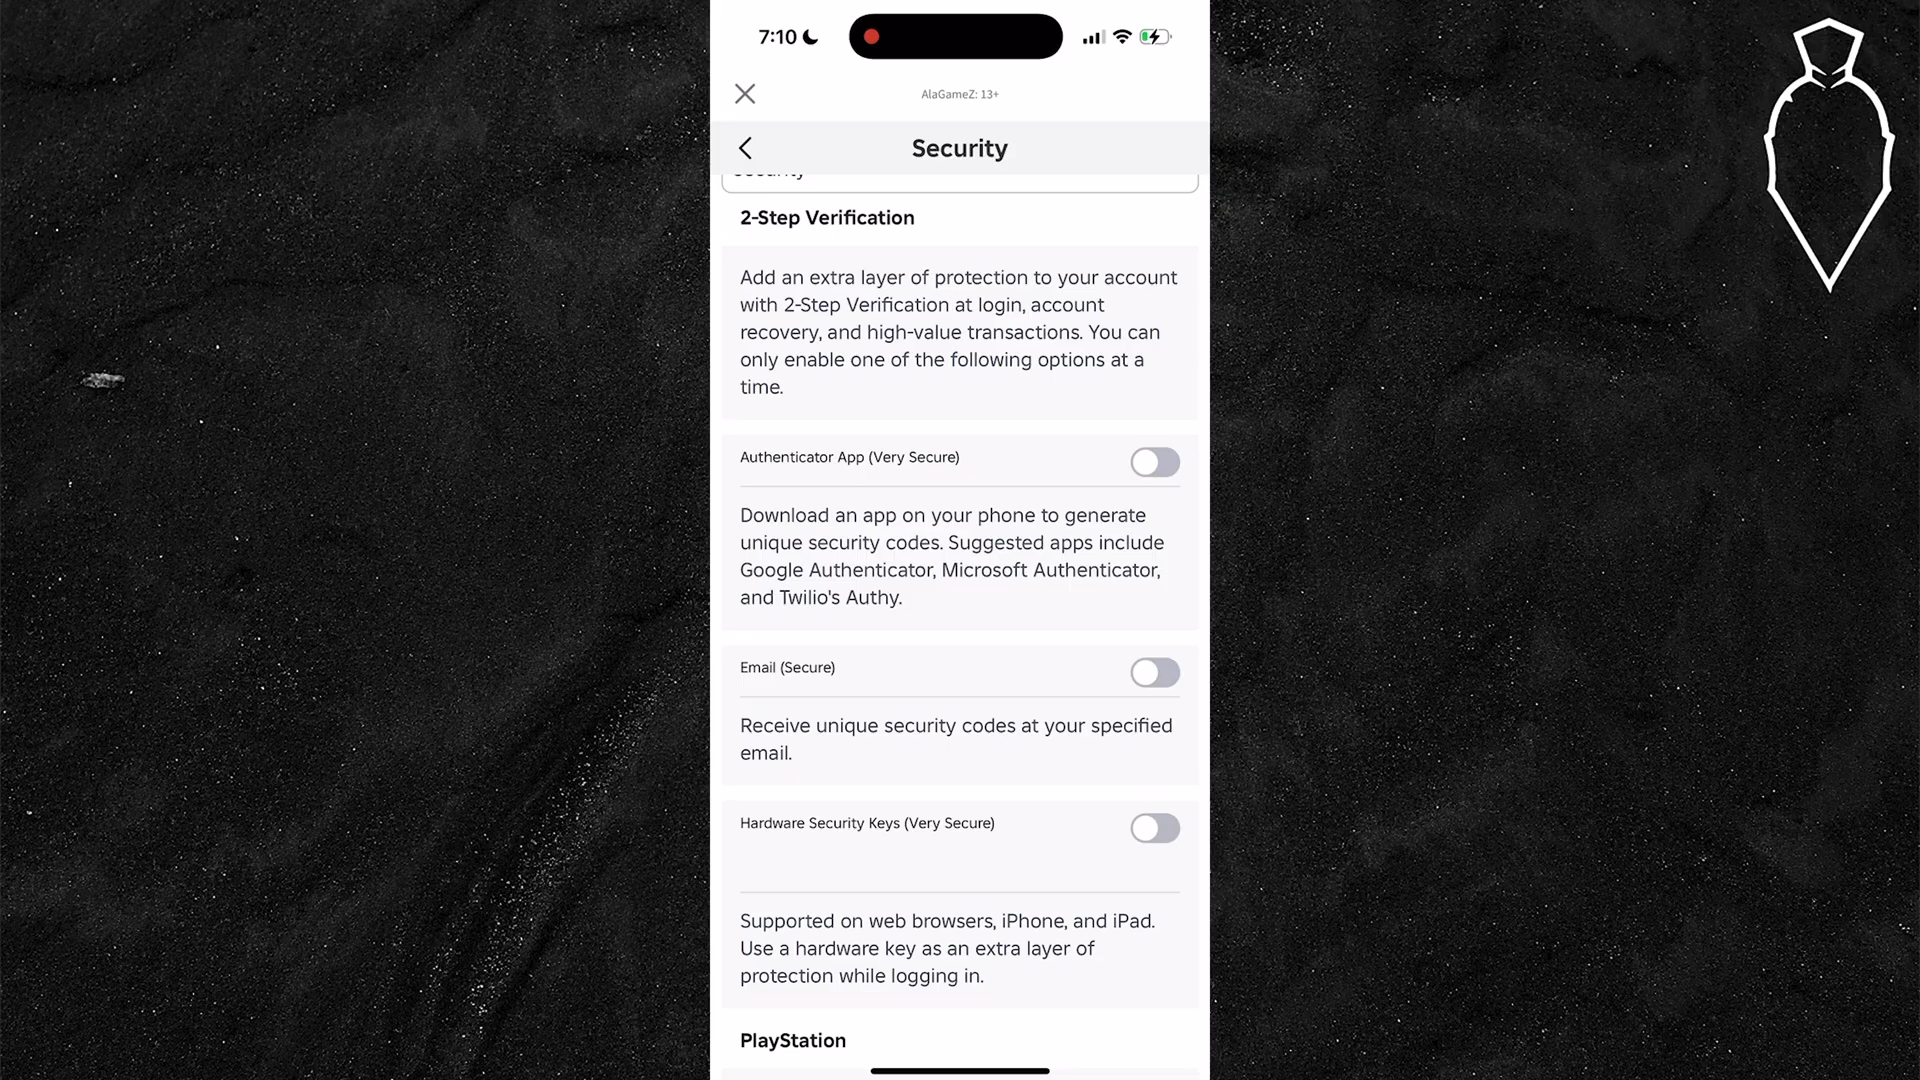 7:10
AlaGameZ: 13+
Security
Security
2-Step Verification
Add an extra layer of protection to your account
with 2-Step Verification at login, account
recovery, and high-value transactions. You can
only enable one of the following options at a
time.
Authenticator App (Very Secure)
Download an app on your phone to generate
unique security codes. Suggested apps include
Google Authenticator, Microsoft Authenticator,
and Twilio's Authy.
Email (Secure)
Receive unique security codes at your specified
email.
Hardware Security Keys (Very Secure)
Supported on web browsers, iPhone, and iPad.
Use a hardware key as an extra layer of
protection while logging in.
PlayStation